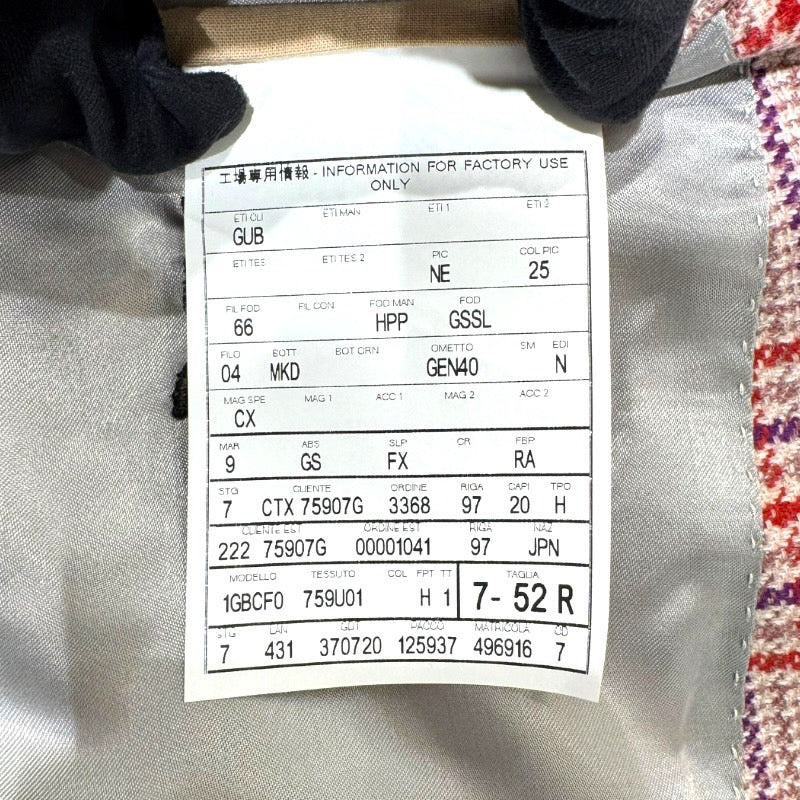 工場専用情報 - INFORMATION FOR FACTORY USE
ONLY
ETI CLI ETI MAN ETI 1 ETI 2
GUB
ETI TES ETI TES 2 PIC COL PIC
NE 25
FIL FOD FIL CON FOD MAN FOD
66 HPP GSSL
FILO BOTT BOT CRN OMETTO SM EDI
04 MKD GEN40 N
MAG SPE MAG 1 ACC 1 MAG 2 ACC 2
CX
MAR ABS SLP CR FBP
9 GS FX RA
STG CLIENTE ORDINE RIGA CAPI TPO
7 CTX 75907G 3368 97 20 H
CLIENTE EST ORDINE EST RIGA NAZ
222 75907G 00001041 97 JPN
MODELLO TESSUTO COL FPT TT TAGLIA
1GBCF0 759U01 H 1 7- 52 R
STG LAN GDT PACCO MATRICOLA CD
7 431 370720 125937 496916 7